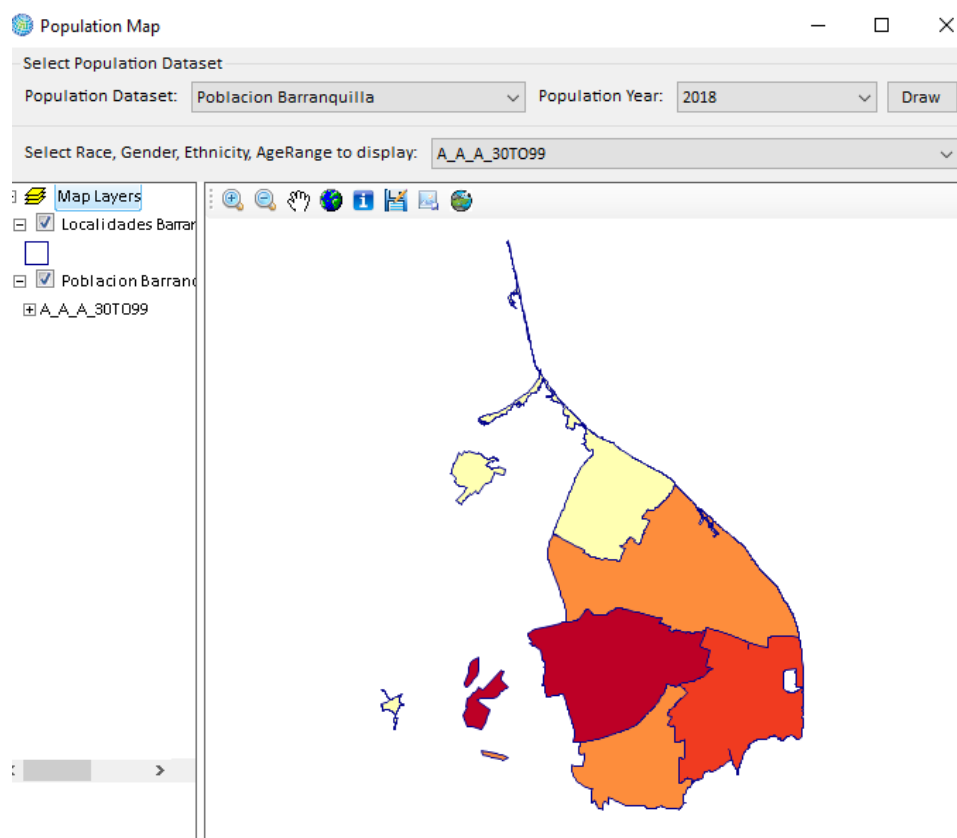 Population Map
Select Population Dataset
Population Dataset: Poblacion Barranquilla Population Year: 2018 Draw
Select Race, Gender, Ethnicity, AgeRange to display: A_A_A_30TO99
Map Layers
Localidades Barrar
Poblacion Barranc
A_A_A_30TO99